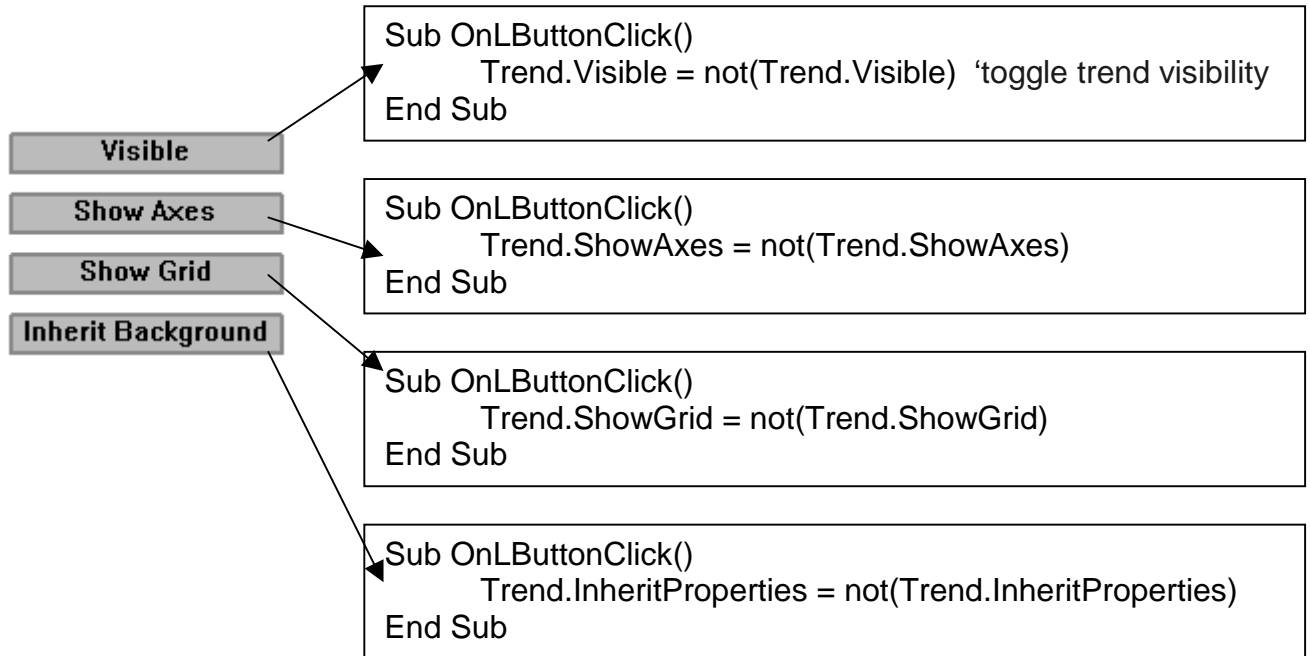 Sub OnLButtonClick()
Trend.Visible = not(Trend.Visible) ‘toggle trend visibility
End Sub
Visible
Show Axes
Show Grid
Inherit Background
Sub OnLButtonClick()
Trend.ShowAxes = not(Trend.ShowAxes)
End Sub
Sub OnLButtonClick()
Trend.ShowGrid = not(Trend.ShowGrid)
End Sub
Sub OnLButtonClick()
Trend.InheritProperties = not(Trend.InheritProperties)
End Sub